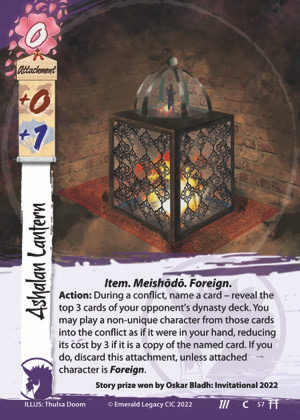 0
Attachment
+0
+1
Ashalan Lantern
Item. Meishōdō. Foreign.
Action: During a conflict, name a card – reveal the
top 3 cards of your opponent's dynasty deck. You
may play a non-unique character from those cards
into the conflict as if it were in your hand, reducing
its cost by 3 if it is a copy of the named card. If you
do, discard this attachment, unless attached
character is Foreign.
Story prize won by Oskar Bladh: Invitational 2022
ILLUS: Thulsa Doom © Emerald Legacy CIC 2022 C 57